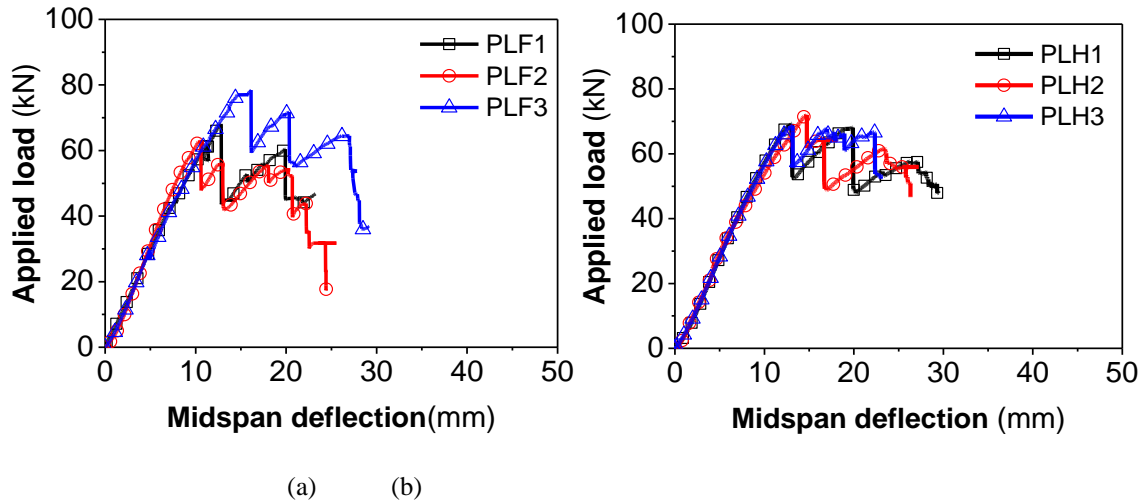 100
80
60
40
20
0
Applied load (kN)
PLF1
PLF2
PLF3
0 10 20 30 40 50
Midspan deflection(mm)
100
80
60
40
20
0
Applied load (kN)
PLH1
PLH2
PLH3
0 10 20 30 40 50
Midspan deflection (mm)
(a) (b)